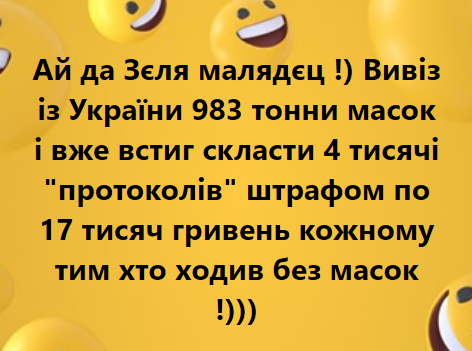 Ай да Зєля малядєц !) Вивіз
із України 983 тонни масок
і вже встиг скласти 4 тисячі
"протоколів" штрафом по
17 тисяч гривень кожному
тим хто ходив без масок
!)))